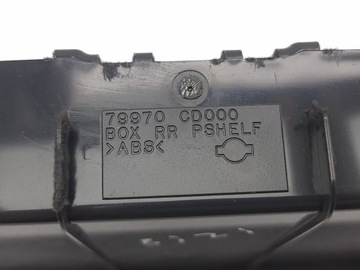 79970 CD000
BOX RR PSHELF
>ABS<